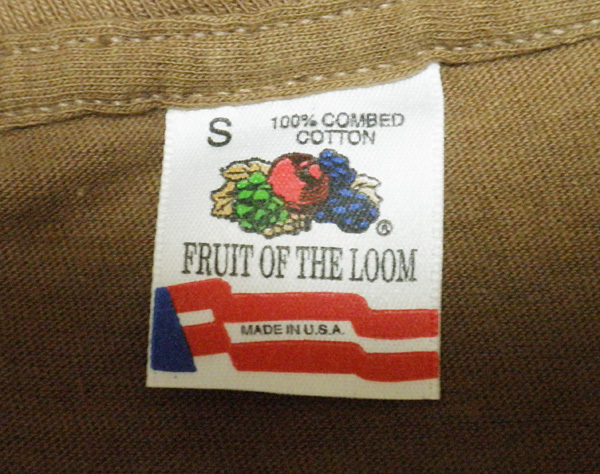 S
100% COMBED
COTTON
®
FRUIT OF THE LOOM
MADE IN U.S.A.